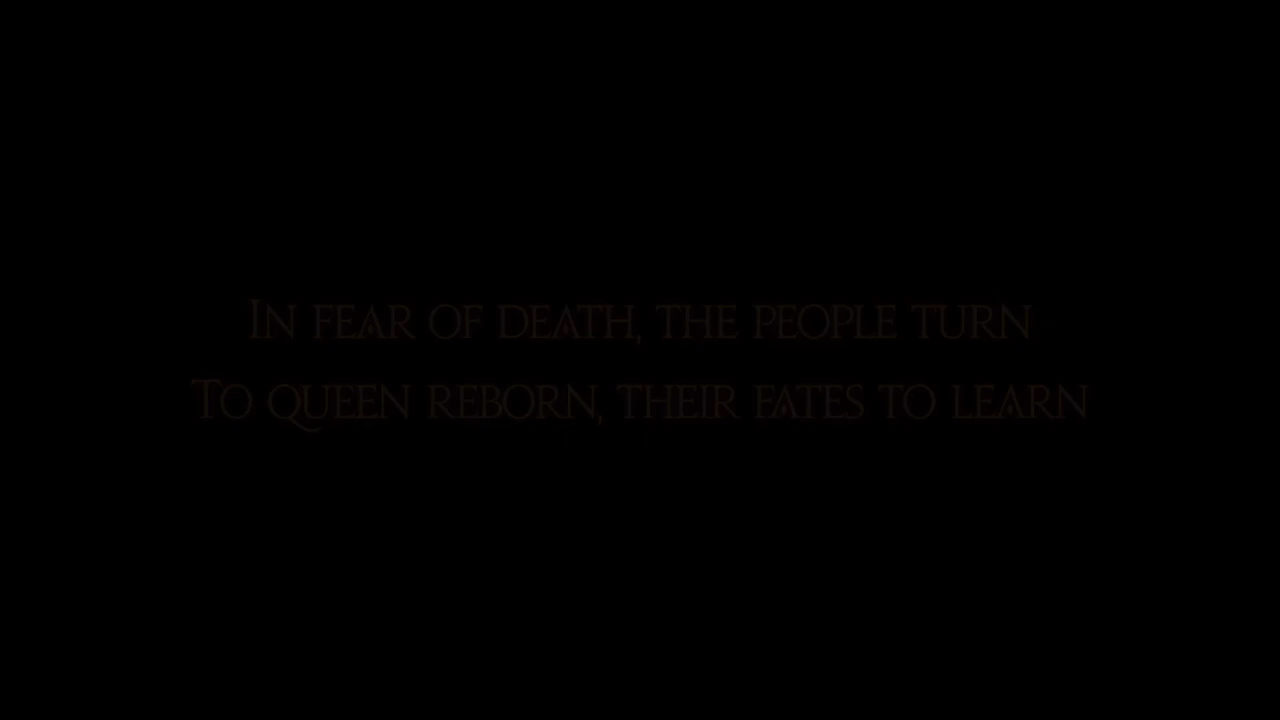 In fear of death, the people turn
To queen reborn, their fates to learn